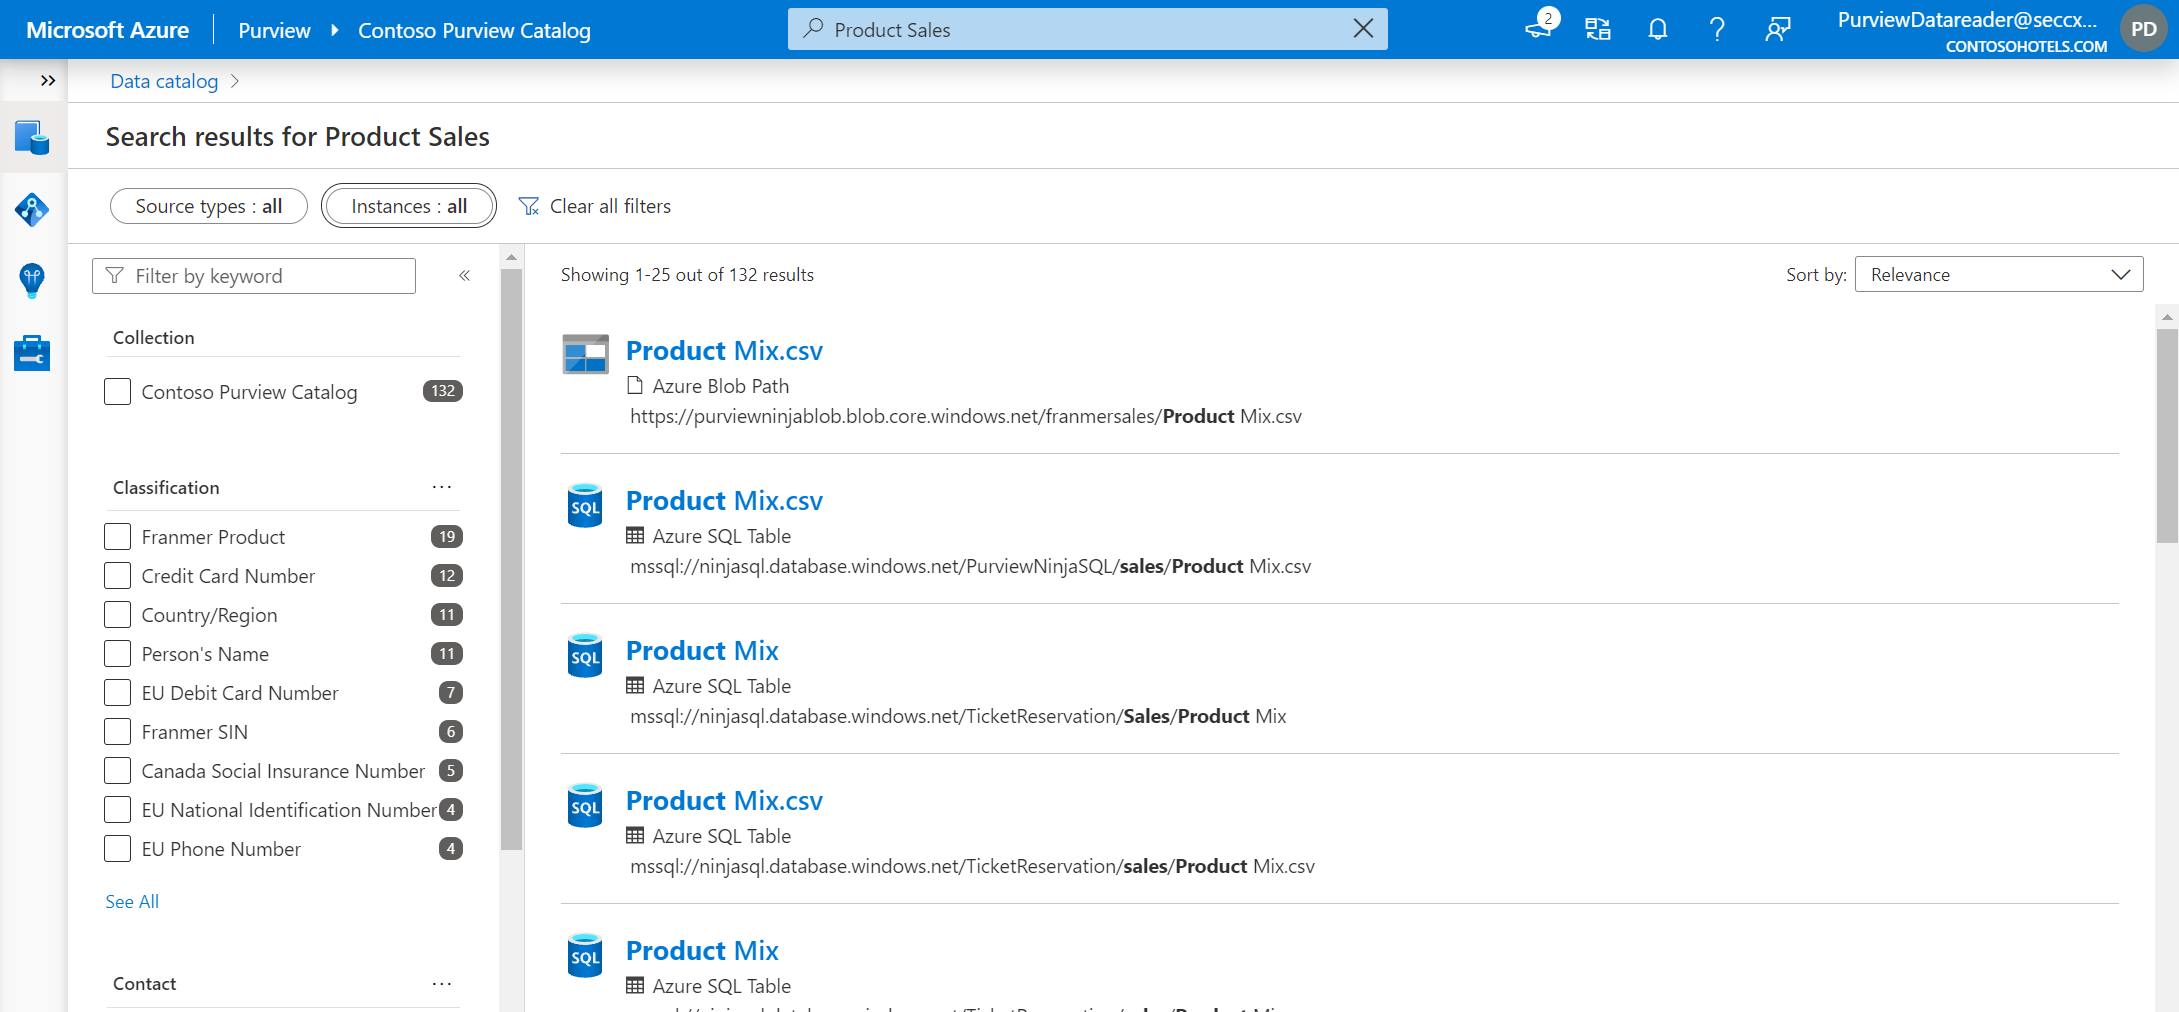 Microsoft Azure Purview Contoso Purview Catalog Product Sales 2 PurviewDatareader@seccx... PD
CONTOSOHOTELS.COM
Data catalog
Search results for Product Sales
Source types : all Instances : all Clear all filters
Filter by keyword
Collection
Contoso Purview Catalog 132
Classification ...
Franmer Product 19
Credit Card Number 12
Country/Region 11
Person's Name 11
EU Debit Card Number 7
Franmer SIN 6
Canada Social Insurance Number 5
EU National Identification Number 4
EU Phone Number 4
See All
Contact ...
Showing 1-25 out of 132 results Sort by: Relevance
Product Mix.csv
Azure Blob Path
https://purviewninjablob.blob.core.windows.net/franmersales/Product Mix.csv
SQL Product Mix.csv
Azure SQL Table
mssql://ninjasql.database.windows.net/PurviewNinjaSQL/sales/Product Mix.csv
SQL Product Mix
Azure SQL Table
mssql://ninjasql.database.windows.net/TicketReservation/Sales/Product Mix
SQL Product Mix.csv
Azure SQL Table
mssql://ninjasql.database.windows.net/TicketReservation/sales/Product Mix.csv
SQL Product Mix
Azure SQL Table